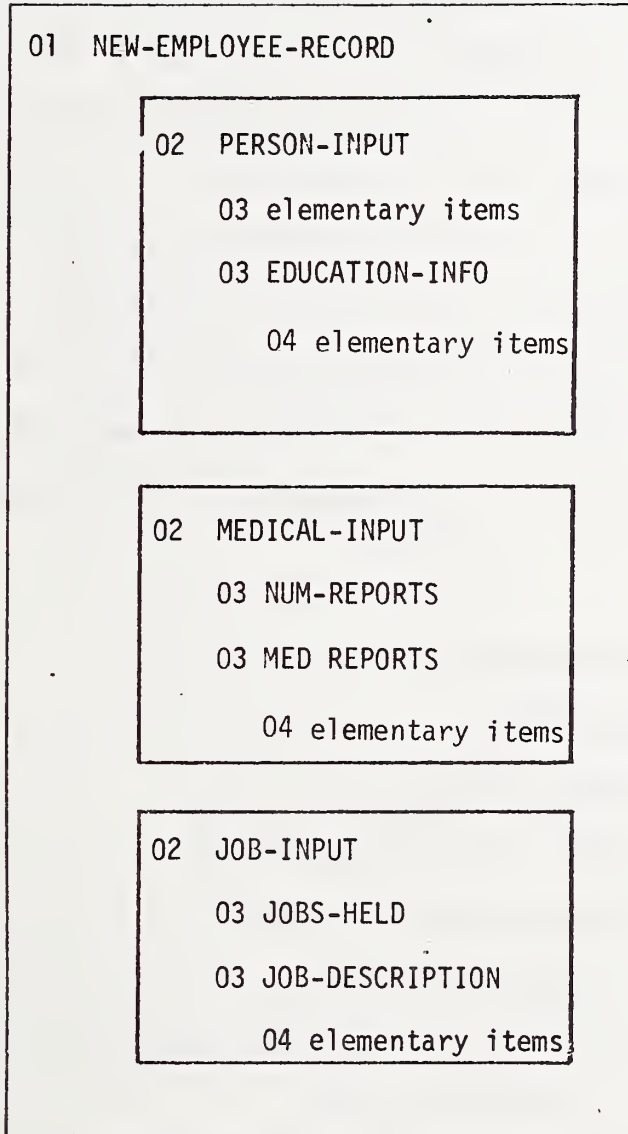 01 NEW-EMPLOYEE-RECORD
02 PERSON-INPUT
03 elementary items
03 EDUCATION-INFO
04 elementary items
02 MEDICAL-INPUT
03 NUM-REPORTS
03 MED REPORTS
04 elementary items
02 JOB-INPUT
03 JOBS-HELD
03 JOB-DESCRIPTION
04 elementary items